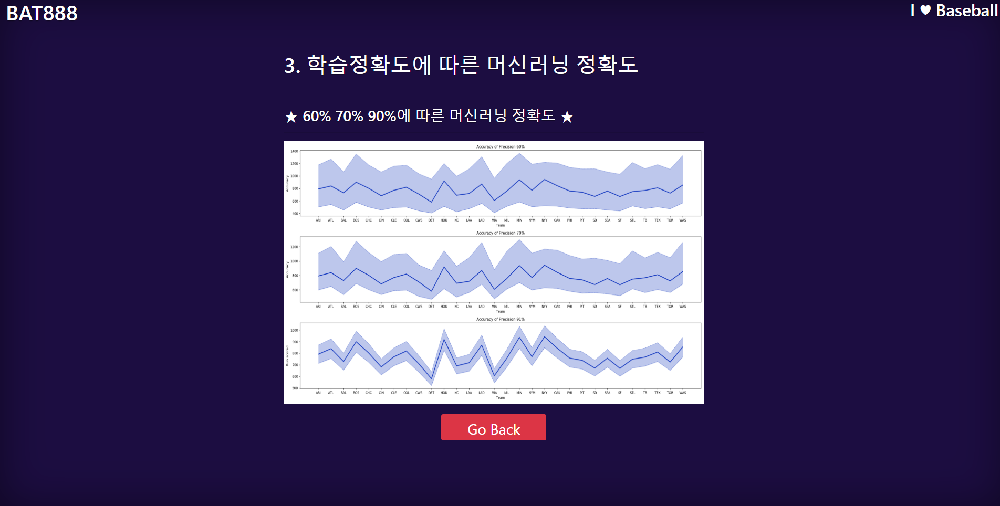 BAT888
I ♥ Baseball
3. 학습정확도에 따른 머신러닝 정확도
★ 60% 70% 90%에 따른 머신러닝 정확도 ★
Accuracy of Precision 60%
1400
1200
1000
800
600
400
Accuracy
ARI ATL BAL BOS CHC CIN CLE COL CWS DET HOU KC LAA LAD MIA MIL MIN NYM NYY OAK PHI PIT SD SEA SF STL TB TEX TOR WAS
Team
Accuracy of Precision 70%
1200
1000
800
600
Accuracy
ARI ATL BAL BOS CHC CIN CLE COL CWS DET HOU KC LAA LAD MIA MIL MIN NYM NYY OAK PHI PIT SD SEA SF STL TB TEX TOR WAS
Team
Accuracy of Precision 91%
1000
900
800
700
600
500
Run scored
ARI ATL BAL BOS CHC CIN CLE COL CWS DET HOU KC LAA LAD MIA MIL MIN NYM NYY OAK PHI PIT SD SEA SF STL TB TEX TOR WAS
Team
Go Back